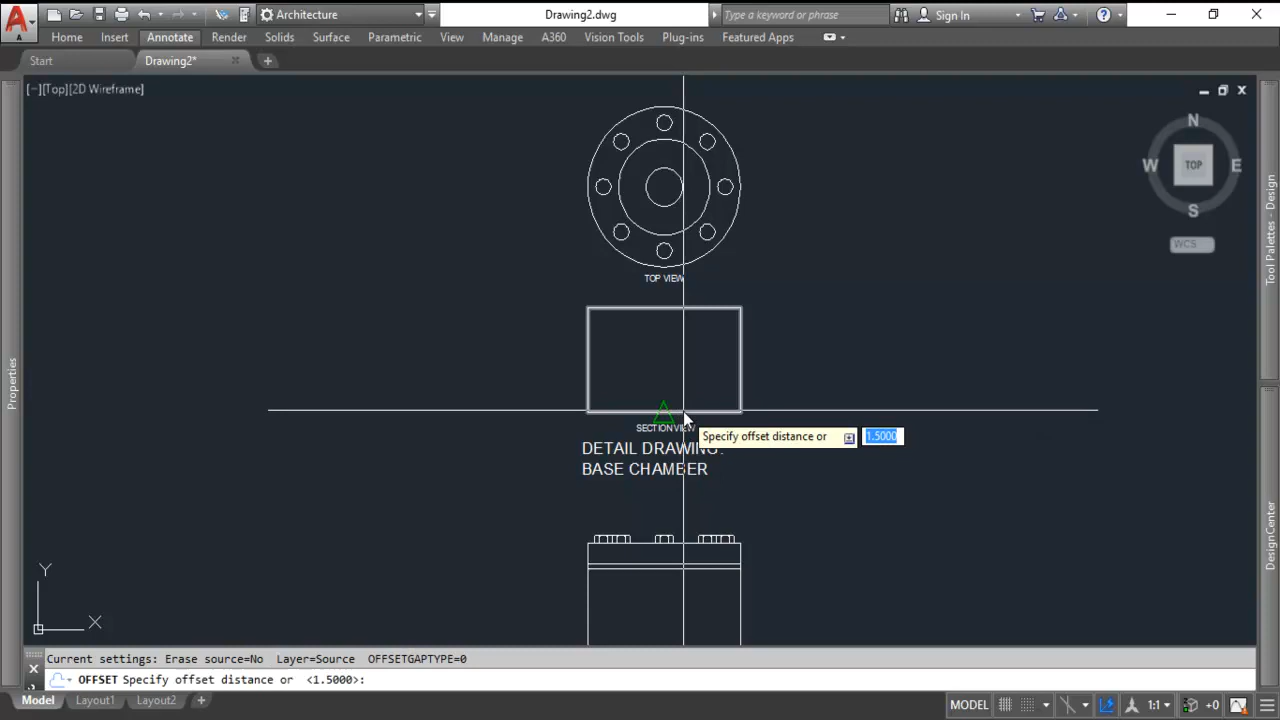 Architecture
Drawing2.dwg
Type a keyword or phrase
Sign In
A
Home Insert Annotate Render Solids Surface Parametric View Manage A360 Vision Tools Plug-ins Featured Apps
Start Drawing2*
[−][Top][2D Wireframe]
N
W TOP E
S
WCS
Tool Palettes - Design
Properties
DesignCenter
TOP VIEW
SECTION VIEW
Specify offset distance or 1.5000
DETAIL DRAWING:
BASE CHAMBER
Y
X
Current settings: Erase source=No Layer=Source OFFSETGAPTYPE=0
OFFSET Specify offset distance or <1.5000>:
Model Layout1 Layout2 MODEL 1:1 +0